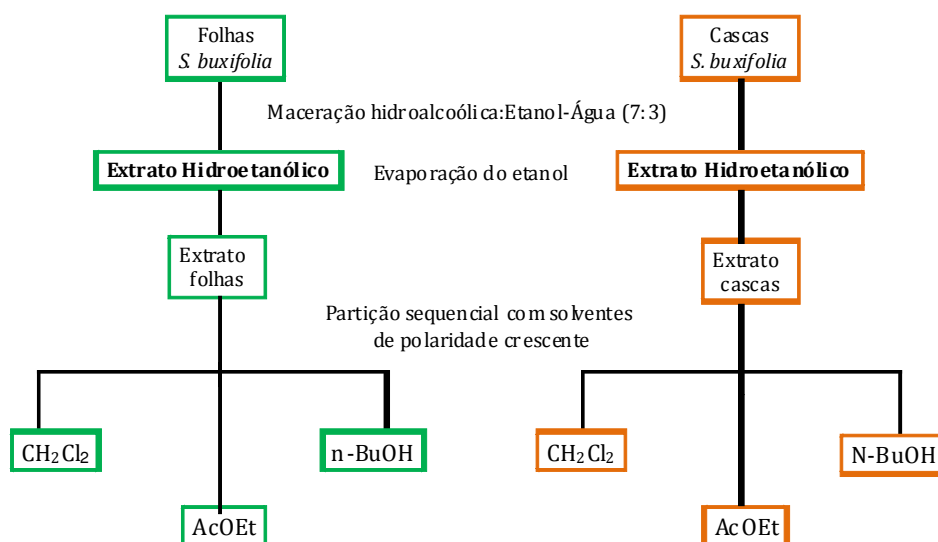 Folhas
S. buxifolia
Cascas
S. buxifolia
Maceração hidroalcoólica:Etanol-Água (7:3)
Extrato Hidroetanólico
Evaporação do etanol
Extrato Hidroetanólico
Extrato
folhas
Extrato
cascas
Partição sequencial com solventes
de polaridade crescente
CH₂Cl₂
n-BuOH
CH₂Cl₂
N-BuOH
AcOEt
AcOEt